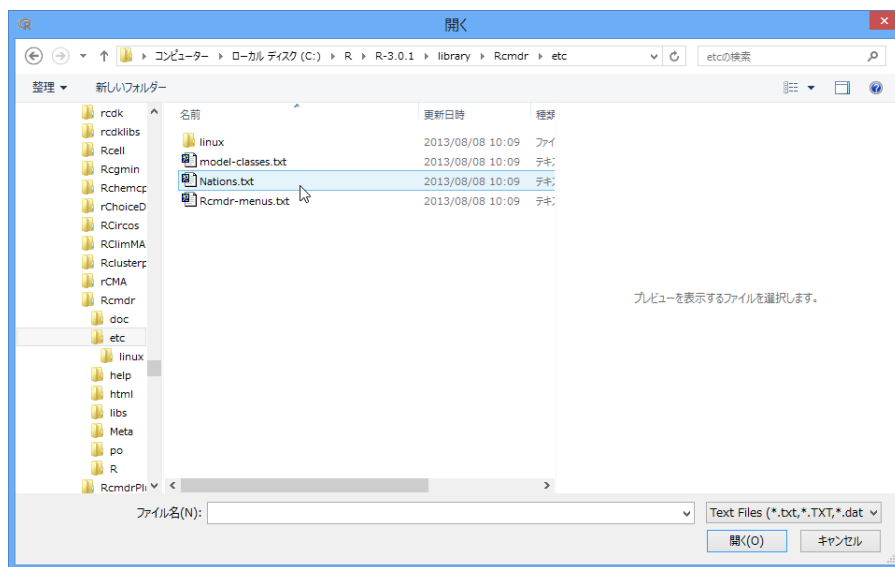 開く
コンピューター ▸ ローカル ディスク (C:) ▸ R ▸ R-3.0.1 ▸ library ▸ Rcmdr ▸ etc
etcの検索
整理 新しいフォルダー
名前 更新日時 種類
linux 2013/08/08 10:09 ファイ
model-classes.txt 2013/08/08 10:09 テキ
Nations.txt 2013/08/08 10:09 テキ
Rcmdr-menus.txt 2013/08/08 10:09 テキ
rcdk
rcdklibs
Rcell
Rcgmin
Rchemcp
rChoiceD
RCircos
RClimMA
Rclusterp
rCMA
Rcmdr
doc
etc
linux
help
html
libs
Meta
po
R
RcmdrPlu
プレビューを表示するファイルを選択します。
ファイル名(N):
Text Files (*.txt,*.TXT,*.dat
開く(O) キャンセル